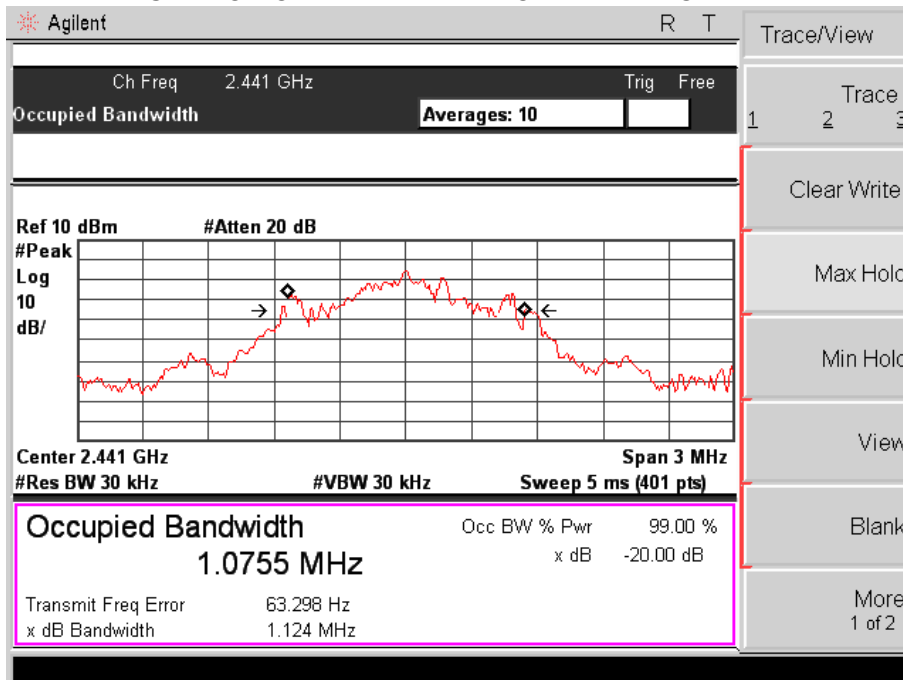 Agilent R T
Trace/View
Ch Freq 2.441 GHz Trig Free
Occupied Bandwidth Averages: 10
Trace
1 2 3
Clear Write
Max Hold
Min Hold
View
Blank
More
1 of 2
Ref 10 dBm #Atten 20 dB
#Peak
Log
10
dB/
Center 2.441 GHz Span 3 MHz
#Res BW 30 kHz #VBW 30 kHz Sweep 5 ms (401 pts)
Occupied Bandwidth Occ BW % Pwr 99.00 %
1.0755 MHz x dB -20.00 dB
Transmit Freq Error 63.298 Hz
x dB Bandwidth 1.124 MHz